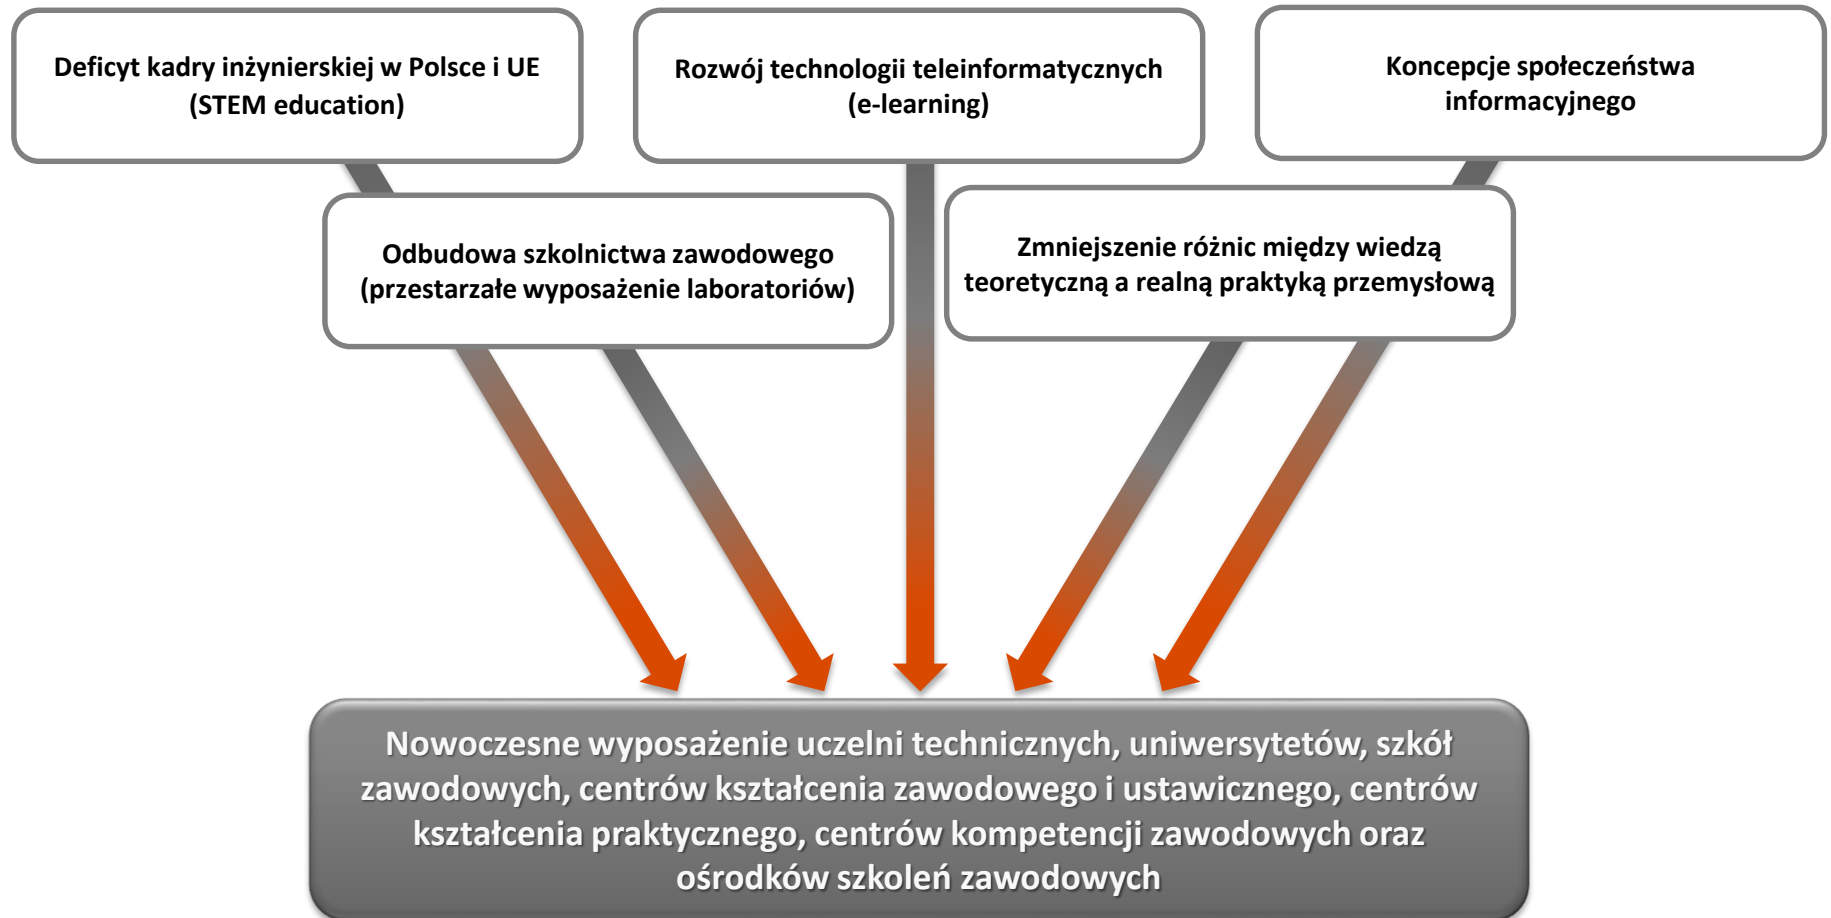 Deficyt kadry inżynierskiej w Polsce i UE
(STEM education)
Rozwój technologii teleinformatycznych
(e-learning)
Koncepcje społeczeństwa
informacyjnego
Odbudowa szkolnictwa zawodowego
(przestarzałe wyposażenie laboratoriów)
Zmniejszenie różnic między wiedzą
teoretyczną a realną praktyką przemysłową
Nowoczesne wyposażenie uczelni technicznych, uniwersytetów, szkół
zawodowych, centrów kształcenia zawodowego i ustawicznego, centrów
kształcenia praktycznego, centrów kompetencji zawodowych oraz
ośrodków szkoleń zawodowych